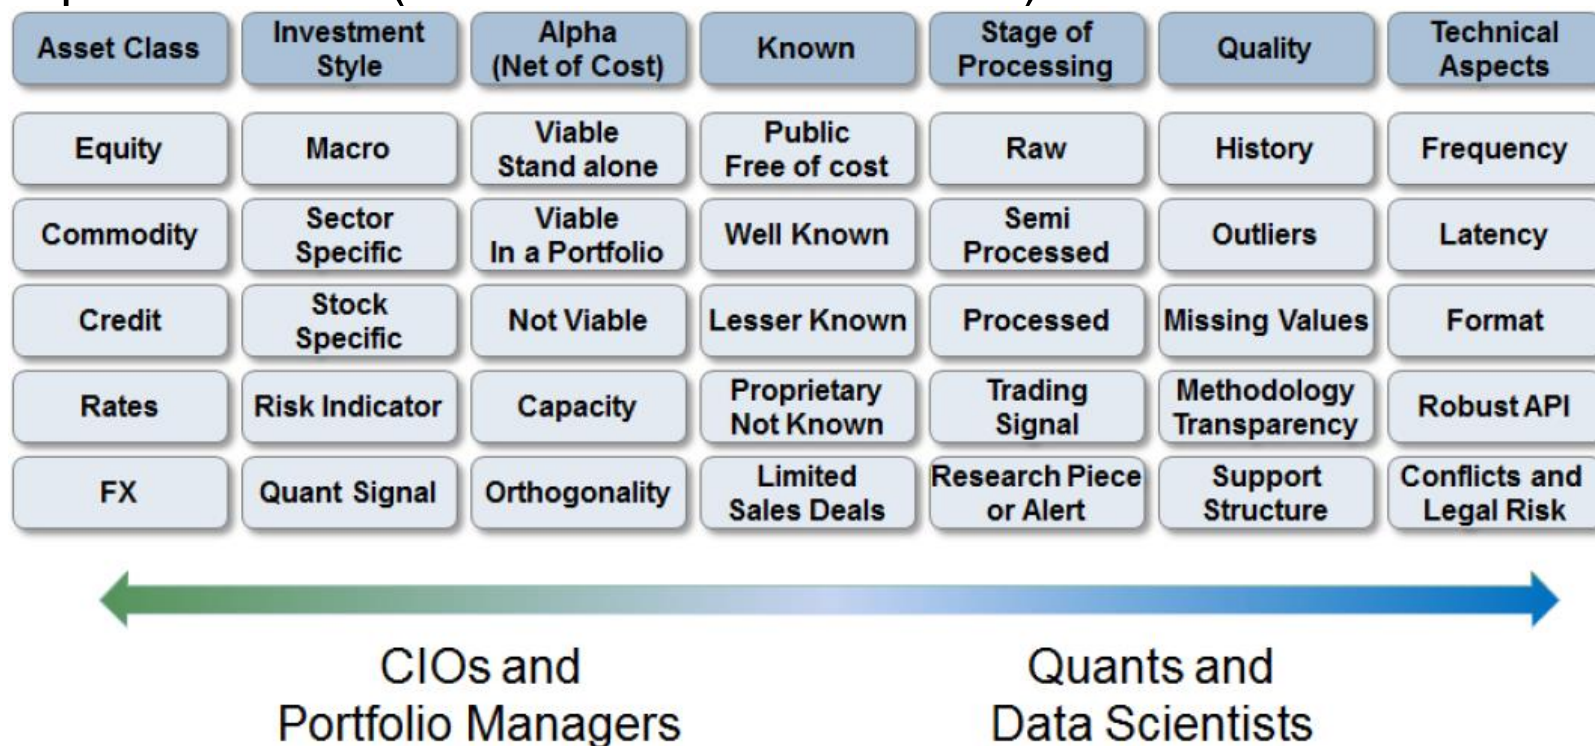 Asset Class
Investment
Style
Alpha
(Net of Cost)
Known
Stage of
Processing
Quality
Technical
Aspects
Equity
Macro
Viable
Stand alone
Public
Free of cost
Raw
History
Frequency
Commodity
Sector
Specific
Viable
In a Portfolio
Well Known
Semi
Processed
Outliers
Latency
Credit
Stock
Specific
Not Viable
Lesser Known
Processed
Missing Values
Format
Rates
Risk Indicator
Capacity
Proprietary
Not Known
Trading
Signal
Methodology
Transparency
Robust API
FX
Quant Signal
Orthogonality
Limited
Sales Deals
Research Piece
or Alert
Support
Structure
Conflicts and
Legal Risk
CIOs and
Portfolio Managers
Quants and
Data Scientists